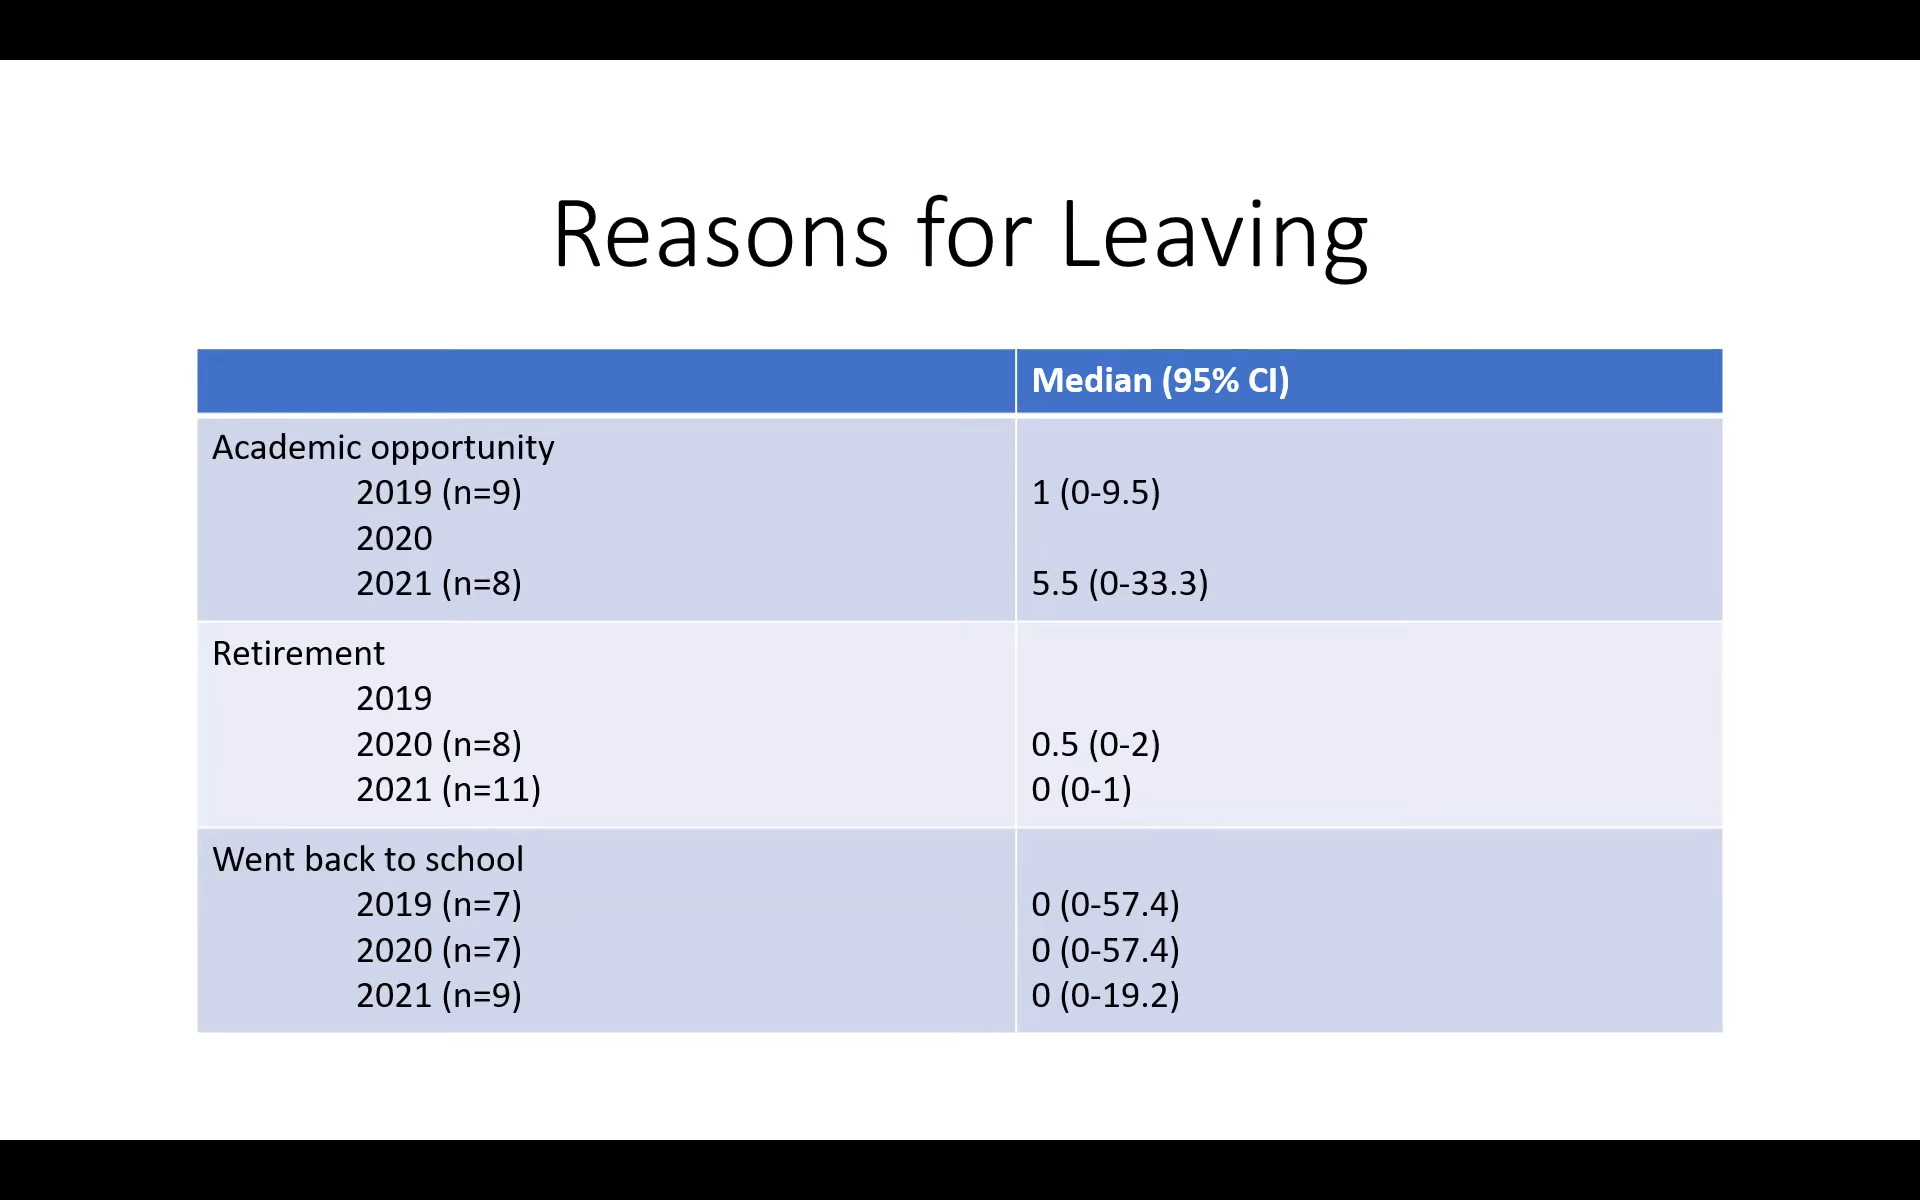 Reasons for Leaving
Median (95% CI)
Academic opportunity
2019 (n=9) 1 (0-9.5)
2020
2021 (n=8) 5.5 (0-33.3)
Retirement
2019
2020 (n=8) 0.5 (0-2)
2021 (n=11) 0 (0-1)
Went back to school
2019 (n=7) 0 (0-57.4)
2020 (n=7) 0 (0-57.4)
2021 (n=9) 0 (0-19.2)